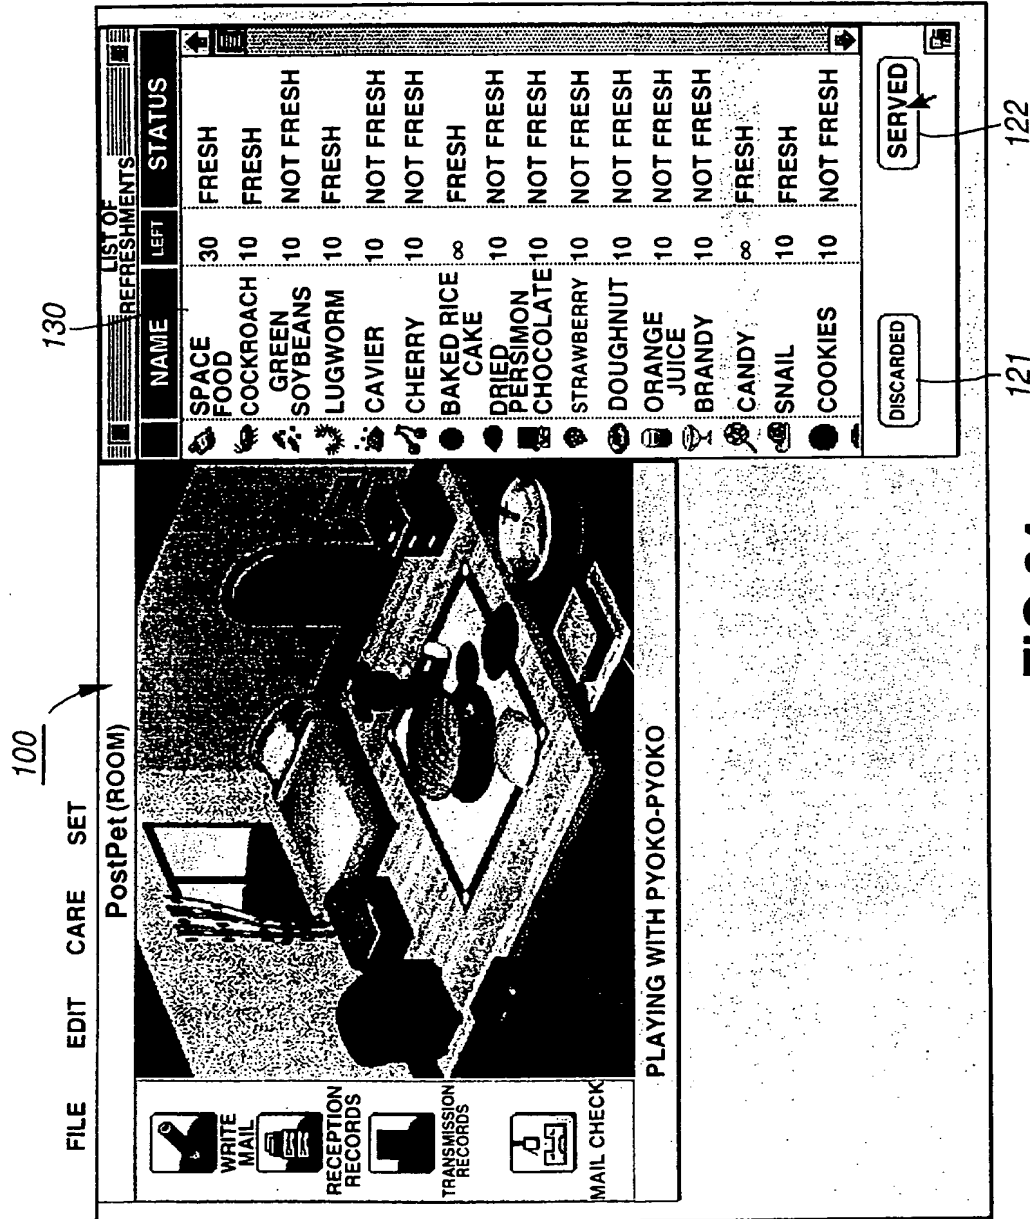 100
FILE EDIT CARE SET
PostPet (ROOM)
WRITE
MAIL
RECEPTION
RECORDS
TRANSMISSION
RECORDS
MAIL CHECK
PLAYING WITH PYOKO-PYOKO
130
LIST OF
REFRESHMENTS
NAME LEFT STATUS
SPACE
FOOD 30 FRESH
COCKROACH 10 FRESH
GREEN
SOYBEANS 10 NOT FRESH
LUGWORM 10 FRESH
CAVIER 10 NOT FRESH
CHERRY 10 NOT FRESH
BAKED RICE
CAKE ∞ FRESH
DRIED
PERSIMON 10 NOT FRESH
CHOCOLATE 10 NOT FRESH
STRAWBERRY 10 NOT FRESH
DOUGHNUT 10 NOT FRESH
ORANGE
JUICE 10 NOT FRESH
BRANDY 10 NOT FRESH
CANDY ∞ FRESH
SNAIL 10 FRESH
COOKIES 10 NOT FRESH
DISCARDED SERVED
121 122